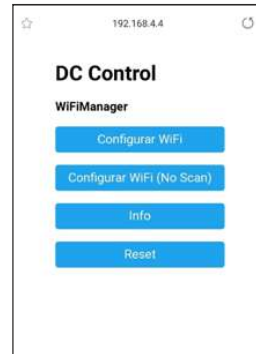 192.168.4.4
DC Control
WiFiManager
Configurar WiFi
Configurar WiFi (No Scan)
Info
Reset